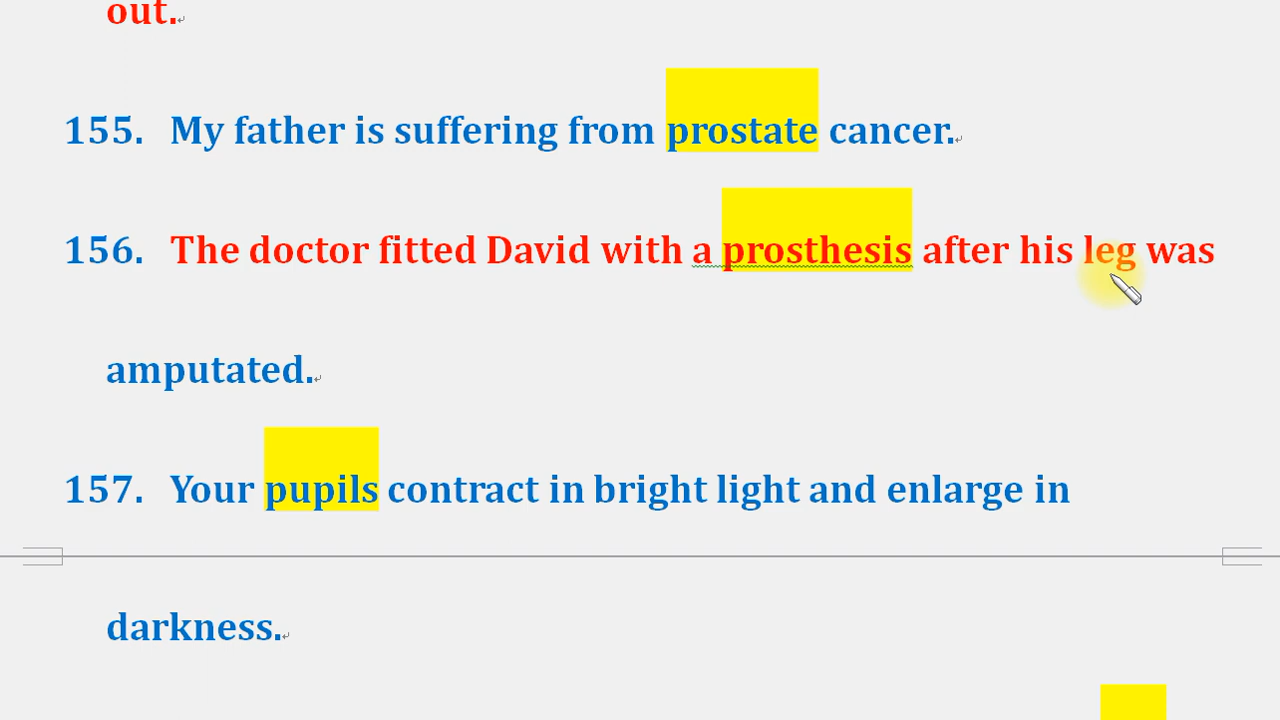 out.
155. My father is suffering from prostate cancer.
156. The doctor fitted David with a prosthesis after his leg was
amputated.
157. Your pupils contract in bright light and enlarge in
darkness.